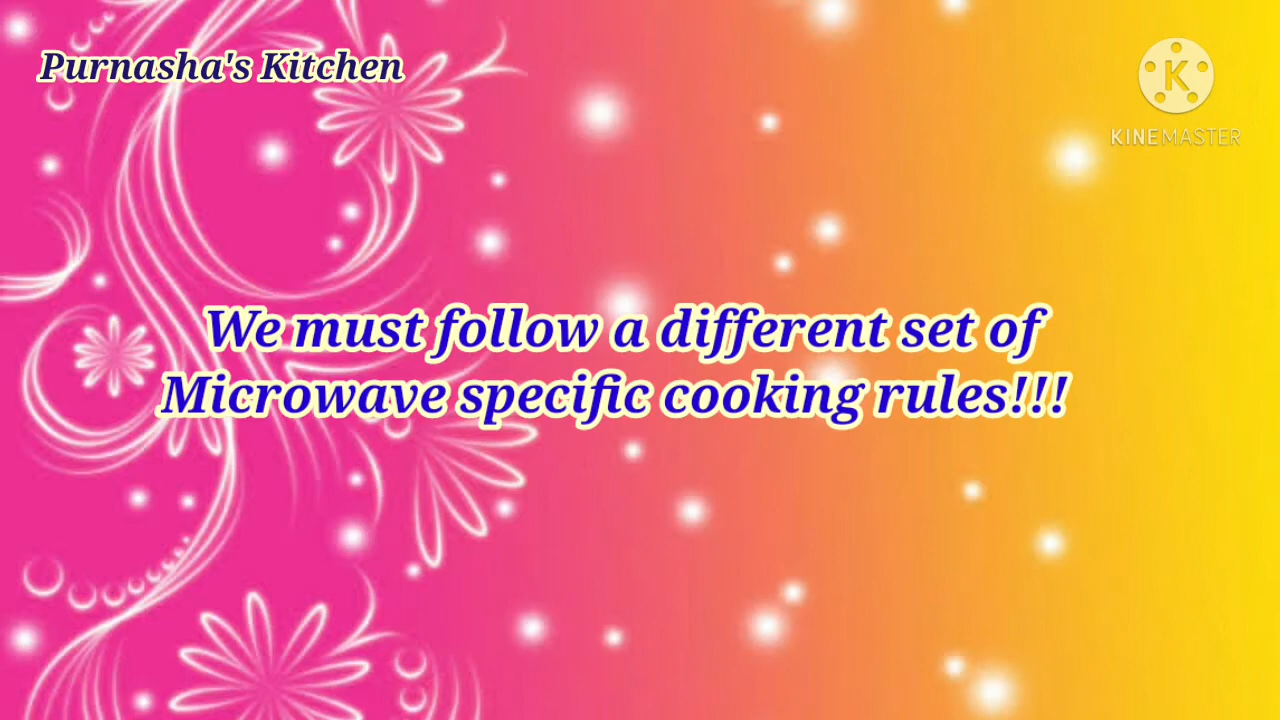 Purnasha's Kitchen
K
KINEMASTER
We must follow a different set of
Microwave specific cooking rules!!!